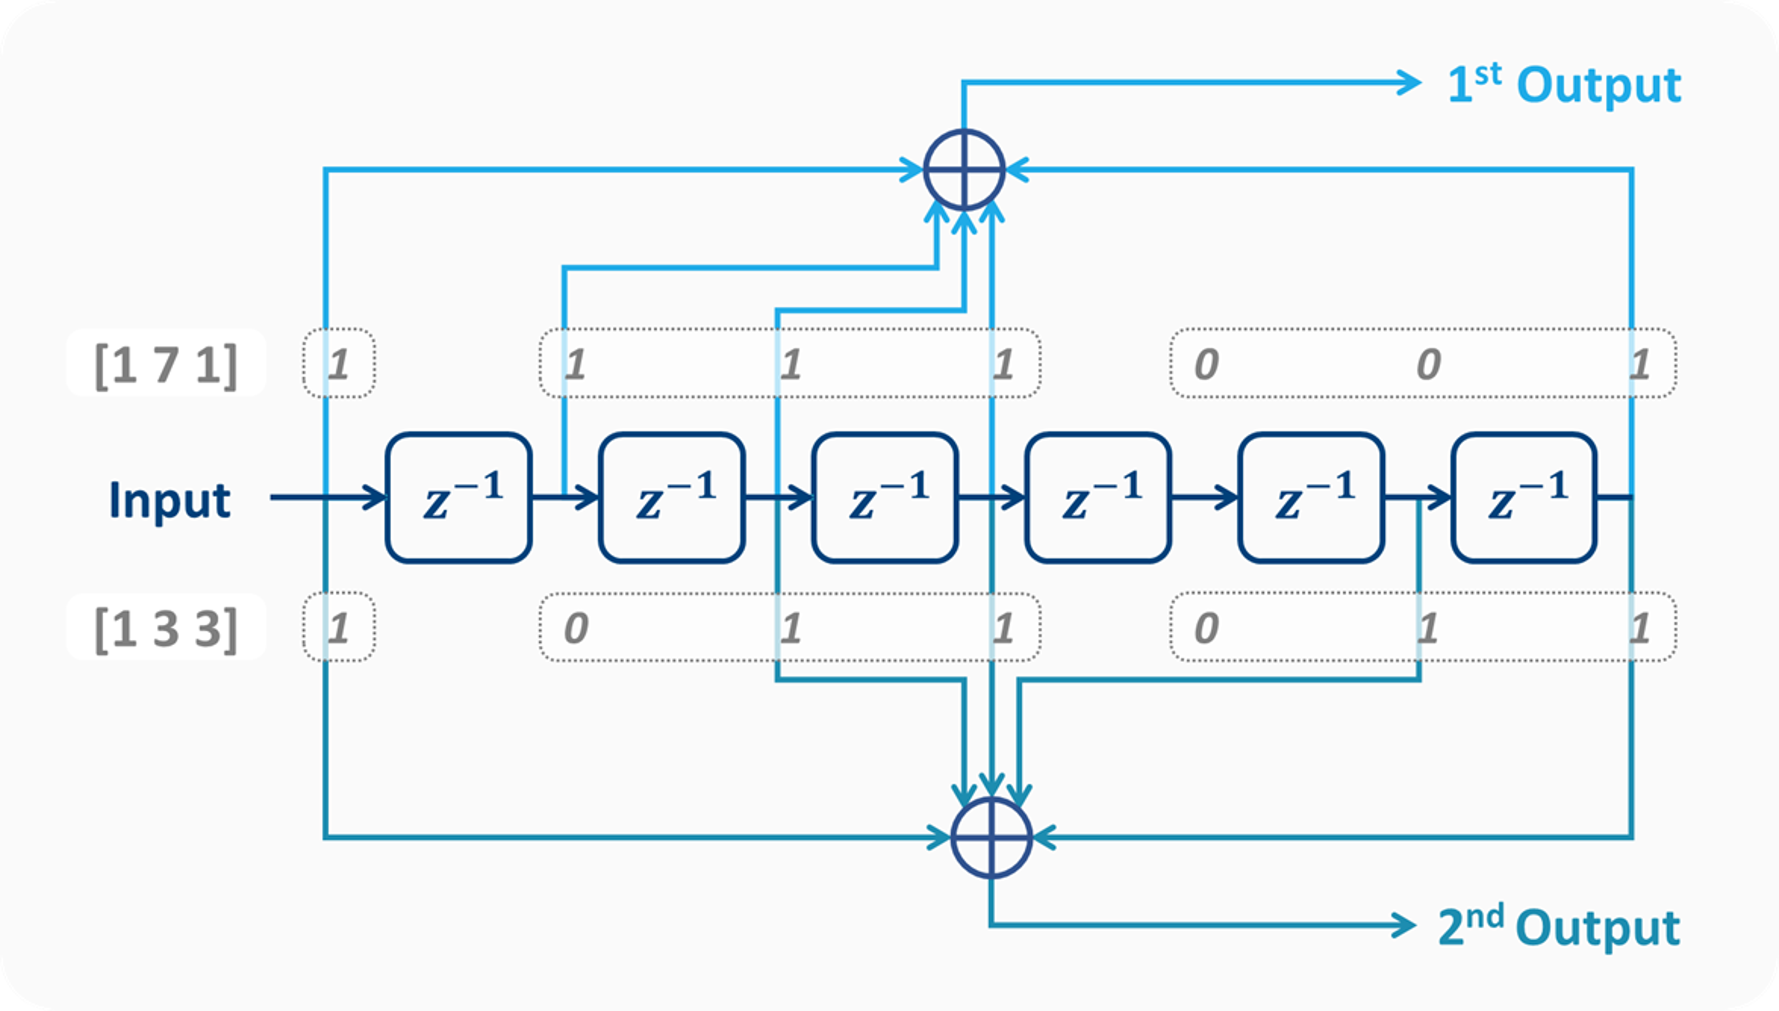 1st Output
[1 7 1] 1 1 1 1 0 0 1
Input z⁻¹ z⁻¹ z⁻¹ z⁻¹ z⁻¹ z⁻¹
[1 3 3] 1 0 1 1 0 1 1
2nd Output